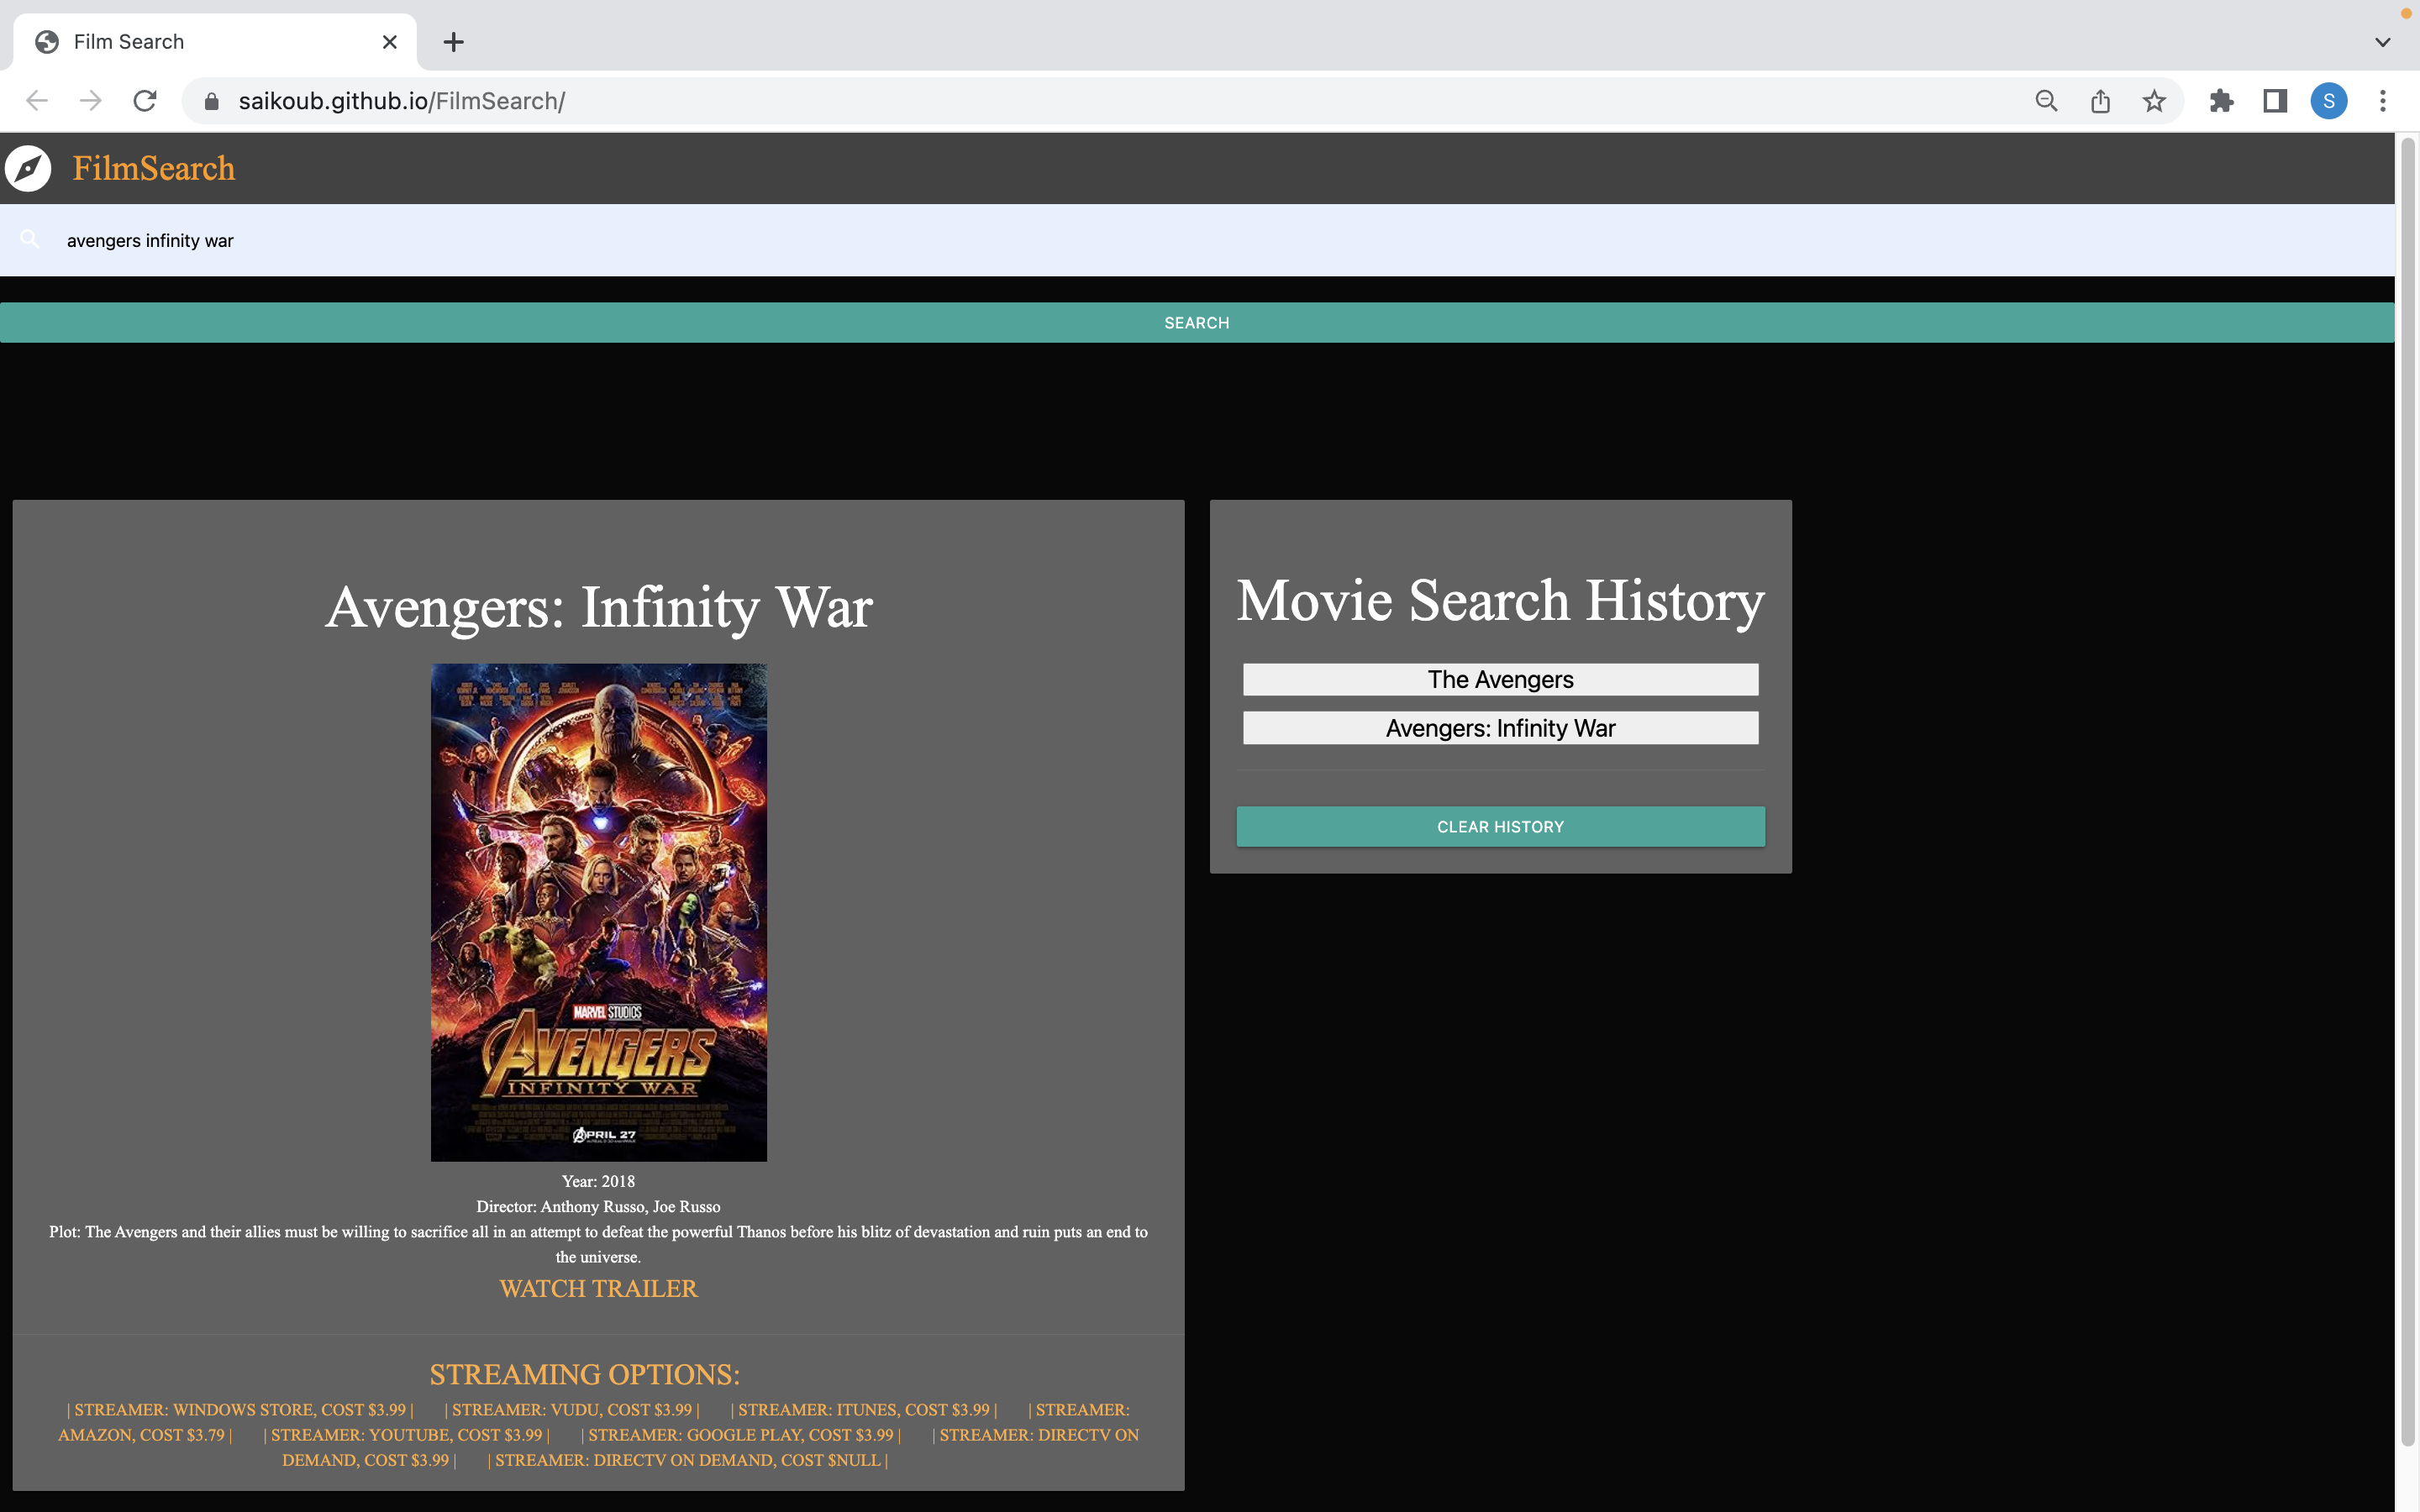 Film Search
saikoub.github.io/FilmSearch/
S
FilmSearch
avengers infinity war
SEARCH
Avengers: Infinity War
MARVEL STUDIOS
AVENGERS
INFINITY WAR
APRIL 27
Year: 2018
Director: Anthony Russo, Joe Russo
Plot: The Avengers and their allies must be willing to sacrifice all in an attempt to defeat the powerful Thanos before his blitz of devastation and ruin puts an end to
the universe.
WATCH TRAILER
STREAMING OPTIONS:
| STREAMER: WINDOWS STORE, COST $3.99 | | STREAMER: VUDU, COST $3.99 | | STREAMER: ITUNES, COST $3.99 | | STREAMER:
AMAZON, COST $3.79 | | STREAMER: YOUTUBE, COST $3.99 | | STREAMER: GOOGLE PLAY, COST $3.99 | | STREAMER: DIRECTV ON
DEMAND, COST $3.99 | | STREAMER: DIRECTV ON DEMAND, COST $NULL |
Movie Search History
The Avengers
Avengers: Infinity War
CLEAR HISTORY